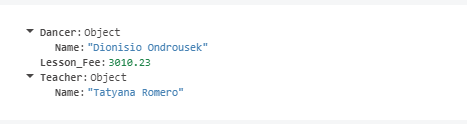 Dancer: Object
Name: "Dionisio Ondrousek"
Lesson_Fee: 3010.23
Teacher: Object
Name: "Tatyana Romero"